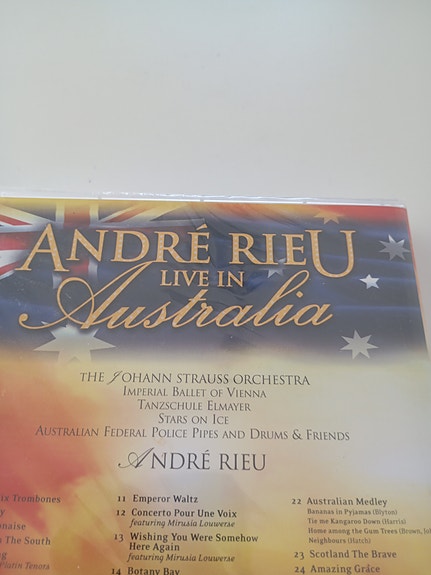 ANDRÉ RIEU
LIVE IN
Australia
THE JOHANN STRAUSS ORCHESTRA
IMPERIAL BALLET OF VIENNA
TANZSCHULE ELMAYER
STARS ON ICE
AUSTRALIAN FEDERAL POLICE PIPES AND DRUMS & FRIENDS
ANDRÉ RIEU
Trombones
The South
Platin Tenors
11 Emperor Waltz
12 Concerto Pour Une Voix
featuring Mirusia Louwerse
13 Wishing You Were Somehow
Here Again
featuring Mirusia Louwerse
14 Botany Bay
22 Australian Medley
Bananas in Pyjamas (Blyton)
Tie me Kangaroo Down (Harris)
Home among the Gum Trees (Brown,
Neighbours (Hatch)
23 Scotland The Brave
24 Amazing Grace